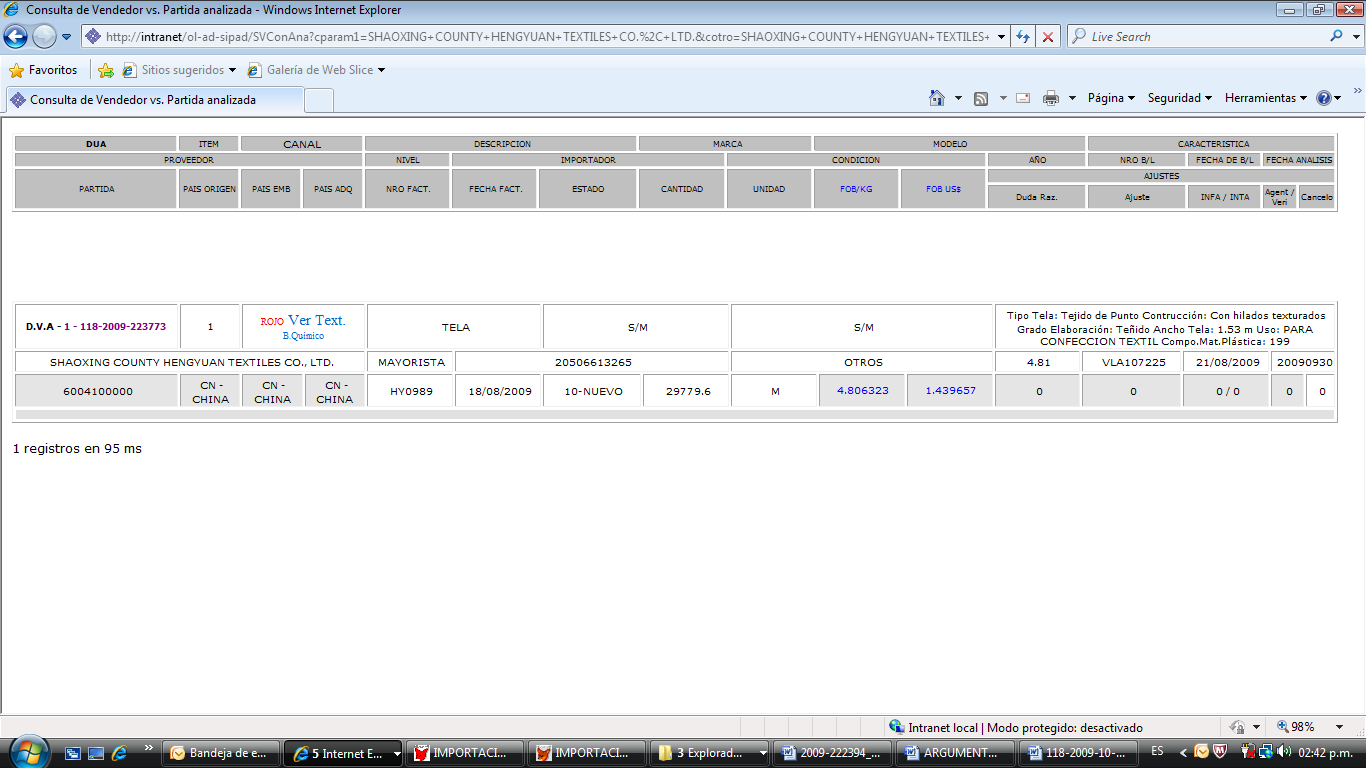 Consulta de Vendedor vs. Partida analizada - Windows Internet Explorer
http://intranet/ol-ad-sipad/SVConAna?cparam1=SHAOXING+COUNTY+HENGYUAN+TEXTILES+CO.%2C+LTD.&cotro=SHAOXING+COUNTY+HENGYUAN+TEXTILES+
Live Search
Favoritos Sitios sugeridos Galería de Web Slice
Consulta de Vendedor vs. Partida analizada
Página Seguridad Herramientas
DUA ITEM CANAL DESCRIPCION MARCA MODELO CARACTERISTICA
PROVEEDOR NIVEL IMPORTADOR CONDICION AÑO NRO B/L FECHA DE B/L FECHA ANALISIS
PARTIDA PAIS ORIGEN PAIS EMB PAIS ADQ NRO FACT. FECHA FACT. ESTADO CANTIDAD UNIDAD FOB/KG FOB US$ AJUSTES
Duda Raz. Ajuste INFA / INTA Agent / Veri Cancelo
D.V.A - 1 - 118-2009-223773 1 ROJO Ver Text. B.Químico TELA S/M S/M
Tipo Tela: Tejido de Punto Contrucción: Con hilados texturados
Grado Elaboración: Teñido Ancho Tela: 1.53 m Uso: PARA
CONFECCION TEXTIL Compo.Mat.Plástica: 199
SHAOXING COUNTY HENGYUAN TEXTILES CO., LTD. MAYORISTA 20506613265 OTROS 4.81 VLA107225 21/08/2009 20090930
6004100000 CN - CHINA CN - CHINA CN - CHINA HY0989 18/08/2009 10-NUEVO 29779.6 M 4.806323 1.439657 0 0 0 / 0 0 0
1 registros en 95 ms
Intranet local | Modo protegido: desactivado 98%
Bandeja de e... 5 Internet E... IMPORTACI... IMPORTACI... 3 Explorad... 2009-222394_... ARGUMENT... 118-2009-10-... ES 02:42 p.m.